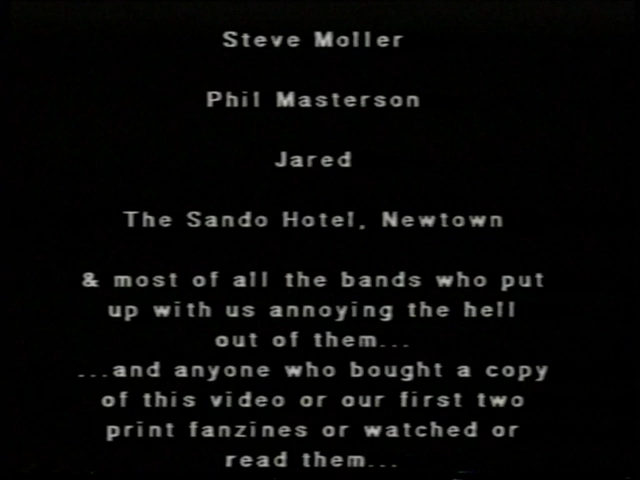 Steve Moller
Phil Masterson
Jared
The Sando Hotel, Newtown
& most of all the bands who put
up with us annoying the hell
out of them...
...and anyone who bought a copy
of this video or our first two
print fanzines or watched or
read them...